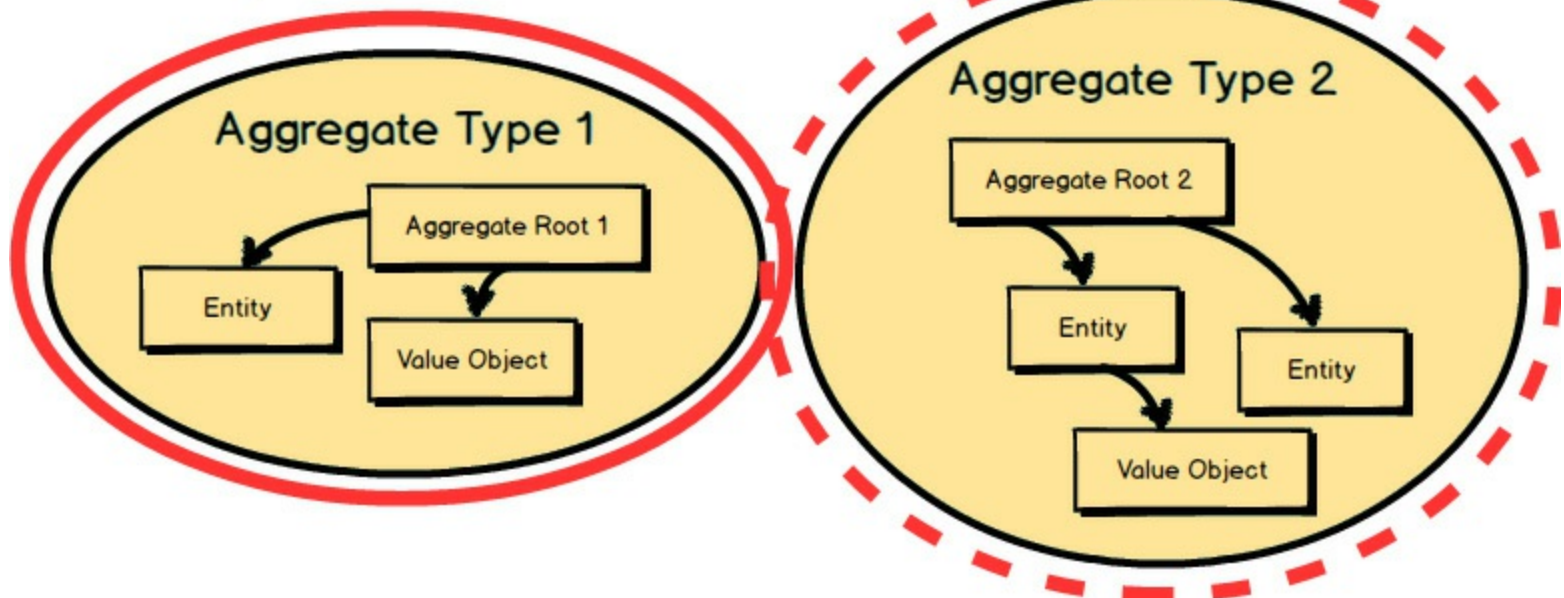 Aggregate Type 1
Aggregate Root 1
Entity
Value Object
Aggregate Type 2
Aggregate Root 2
Entity
Entity
Value Object